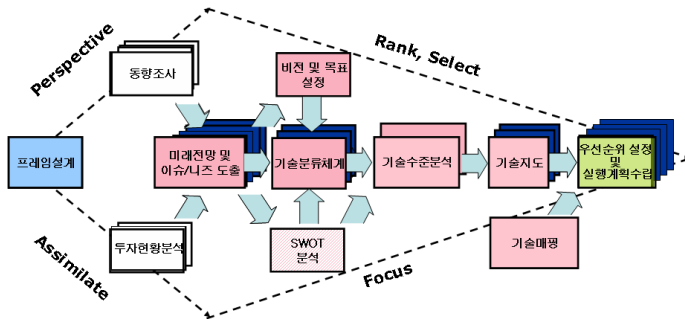 Perspective
Rank, Select
동향조사
비전 및 목표
설정
프레임설계
미래전망 및
이슈/니즈 도출
기술분류체계
기술수준분석
기술지도
우선순위 설정
및
실행계획수립
투자현황분석
SWOT
분석
기술매핑
Assimilate
Focus